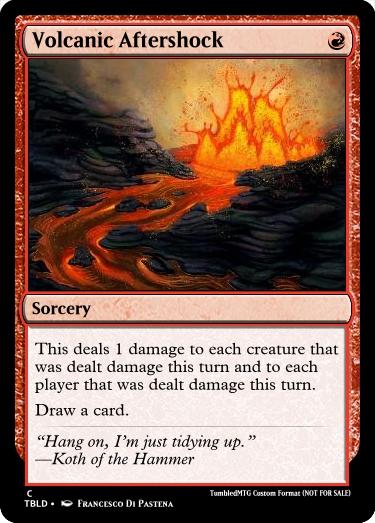 Volcanic Aftershock
Sorcery
This deals 1 damage to each creature that
was dealt damage this turn and to each
player that was dealt damage this turn.
Draw a card.
“Hang on, I’m just tidying up.”
—Koth of the Hammer
C
TBLD • Francesco Di Pastena
TumbledMTG Custom Format (NOT FOR SALE)